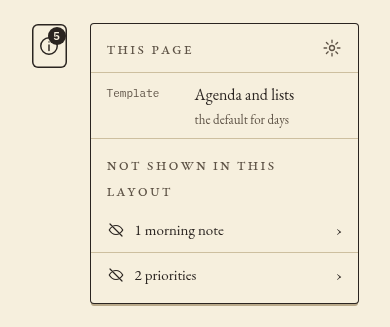 5
THIS PAGE
Template
Agenda and lists
the default for days
NOT SHOWN IN THIS
LAYOUT
1 morning note
2 priorities